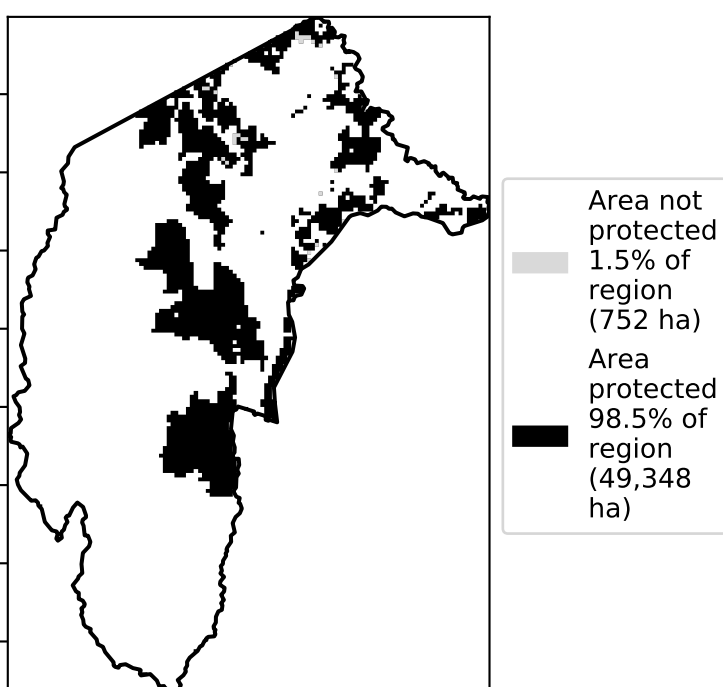 Area not
protected
1.5% of
region
(752 ha)
Area
protected
98.5% of
region
(49,348
ha)